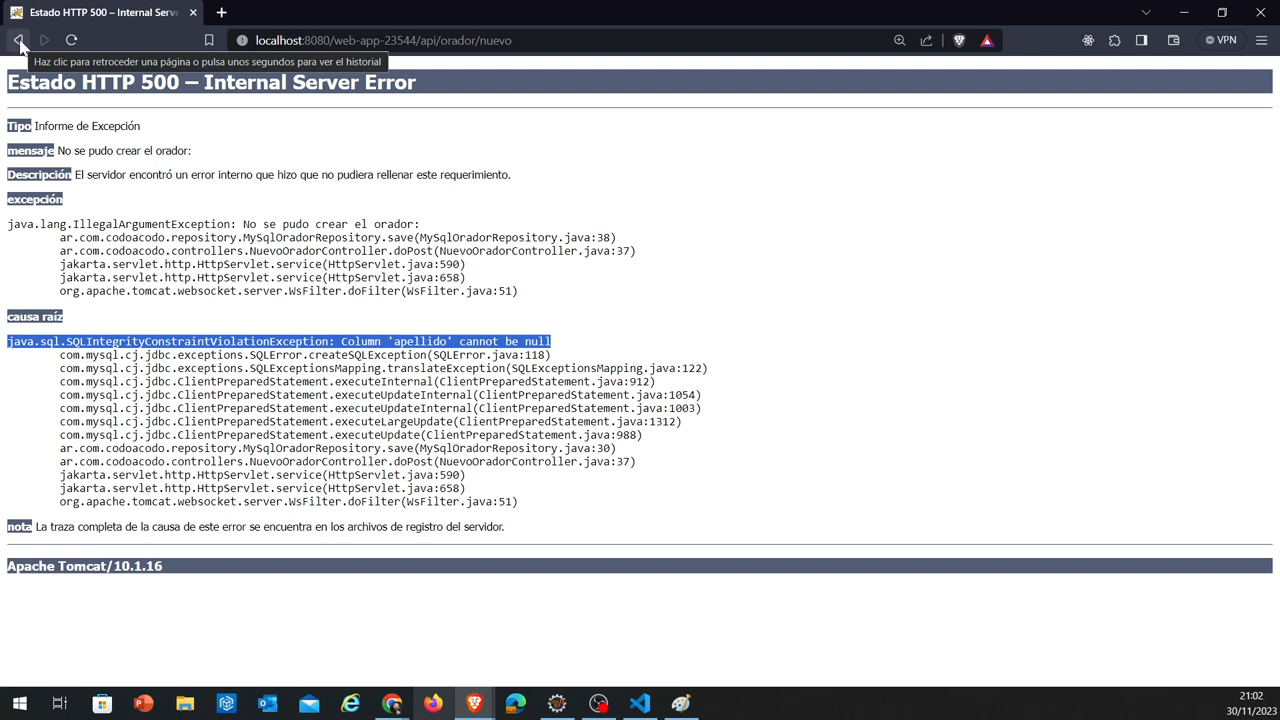 Estado HTTP 500 – Internal Serve
localhost:8080/web-app-23544/api/orador/nuevo
VPN
Haz clic para retroceder una página o pulsa unos segundos para ver el historial
Estado HTTP 500 – Internal Server Error
Tipo Informe de Excepción
mensaje No se pudo crear el orador:
Descripción El servidor encontró un error interno que hizo que no pudiera rellenar este requerimiento.
excepción
java.lang.IllegalArgumentException: No se pudo crear el orador:
ar.com.codoacodo.repository.MySqlOradorRepository.save(MySqlOradorRepository.java:38)
ar.com.codoacodo.controllers.NuevoOradorController.doPost(NuevoOradorController.java:37)
jakarta.servlet.http.HttpServlet.service(HttpServlet.java:590)
jakarta.servlet.http.HttpServlet.service(HttpServlet.java:658)
org.apache.tomcat.websocket.server.WsFilter.doFilter(WsFilter.java:51)
causa raíz
java.sql.SQLIntegrityConstraintViolationException: Column 'apellido' cannot be null
com.mysql.cj.jdbc.exceptions.SQLError.createSQLException(SQLError.java:118)
com.mysql.cj.jdbc.exceptions.SQLExceptionsMapping.translateException(SQLExceptionsMapping.java:122)
com.mysql.cj.jdbc.ClientPreparedStatement.executeInternal(ClientPreparedStatement.java:912)
com.mysql.cj.jdbc.ClientPreparedStatement.executeUpdateInternal(ClientPreparedStatement.java:1054)
com.mysql.cj.jdbc.ClientPreparedStatement.executeUpdateInternal(ClientPreparedStatement.java:1003)
com.mysql.cj.jdbc.ClientPreparedStatement.executeLargeUpdate(ClientPreparedStatement.java:1312)
com.mysql.cj.jdbc.ClientPreparedStatement.executeUpdate(ClientPreparedStatement.java:988)
ar.com.codoacodo.repository.MySqlOradorRepository.save(MySqlOradorRepository.java:30)
ar.com.codoacodo.controllers.NuevoOradorController.doPost(NuevoOradorController.java:37)
jakarta.servlet.http.HttpServlet.service(HttpServlet.java:590)
jakarta.servlet.http.HttpServlet.service(HttpServlet.java:658)
org.apache.tomcat.websocket.server.WsFilter.doFilter(WsFilter.java:51)
nota La traza completa de la causa de este error se encuentra en los archivos de registro del servidor.
Apache Tomcat/10.1.16
21:02
30/11/2023